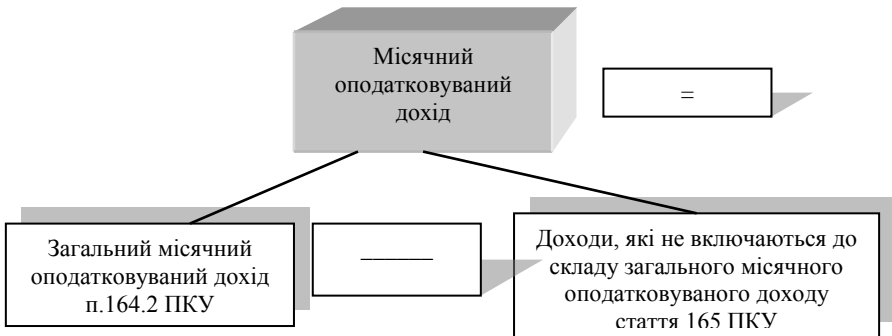 Місячний
оподатковуваний
дохід
=
Загальний місячний
оподатковуваний дохід
п.164.2 ПКУ
______
Доходи, які не включаються до
складу загального місячного
оподатковуваного доходу
стаття 165 ПКУ